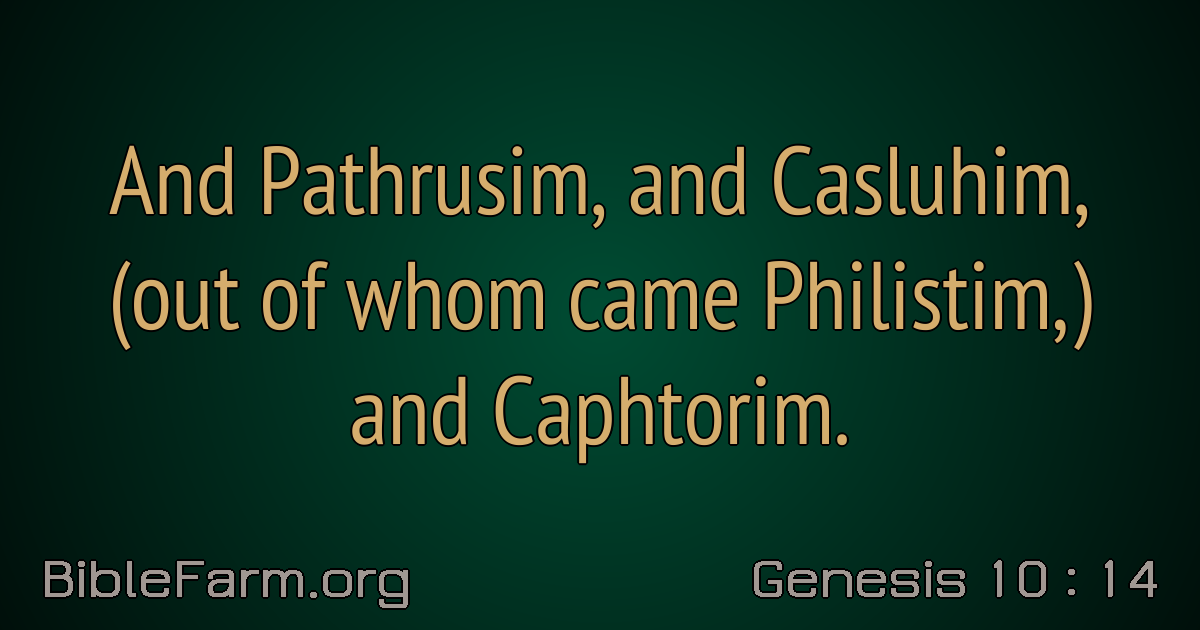 And Pathrusim, and Casluhim,
(out of whom came Philistim,)
and Caphtorim.
BibleFarm.org
Genesis 10 : 14